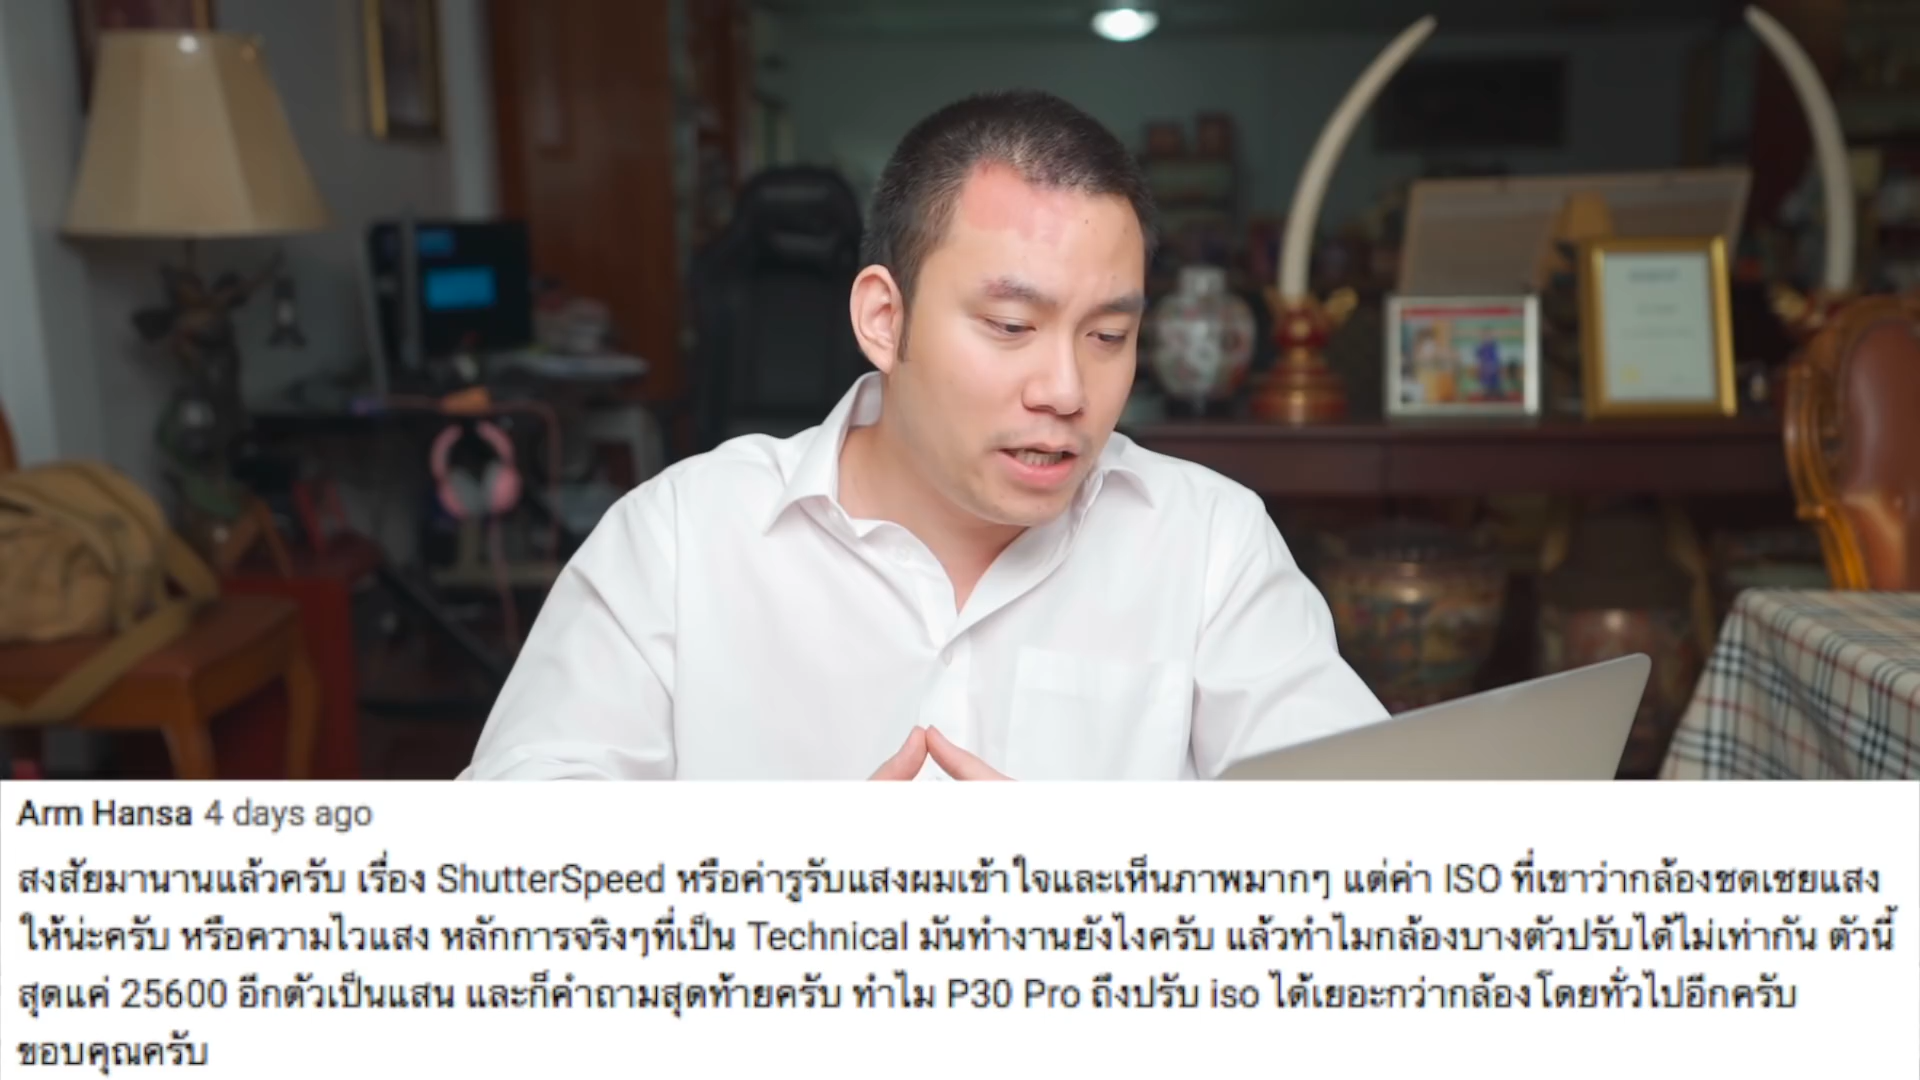 Arm Hansa 4 days ago
สงสัยมานานแล้วครับ เรื่อง ShutterSpeed หรือค่ารูรับแสงผมเข้าใจและเห็นภาพมากๆ แต่ค่า ISO ที่เขาว่ากล้องชดเชยแสง
ให้น่ะครับ หรือความไวแสง หลักการจริงๆที่เป็น Technical มันทำงานยังไงครับ แล้วทำไมกล้องบางตัวปรับได้ไม่เท่ากัน ตัวนี้
สุดแค่ 25600 อีกตัวเป็นแสน และก็คำถามสุดท้ายครับ ทำไม P30 Pro ถึงปรับ iso ได้เยอะกว่ากล้องโดยทั่วไปอีกครับ
ขอบคุณครับ